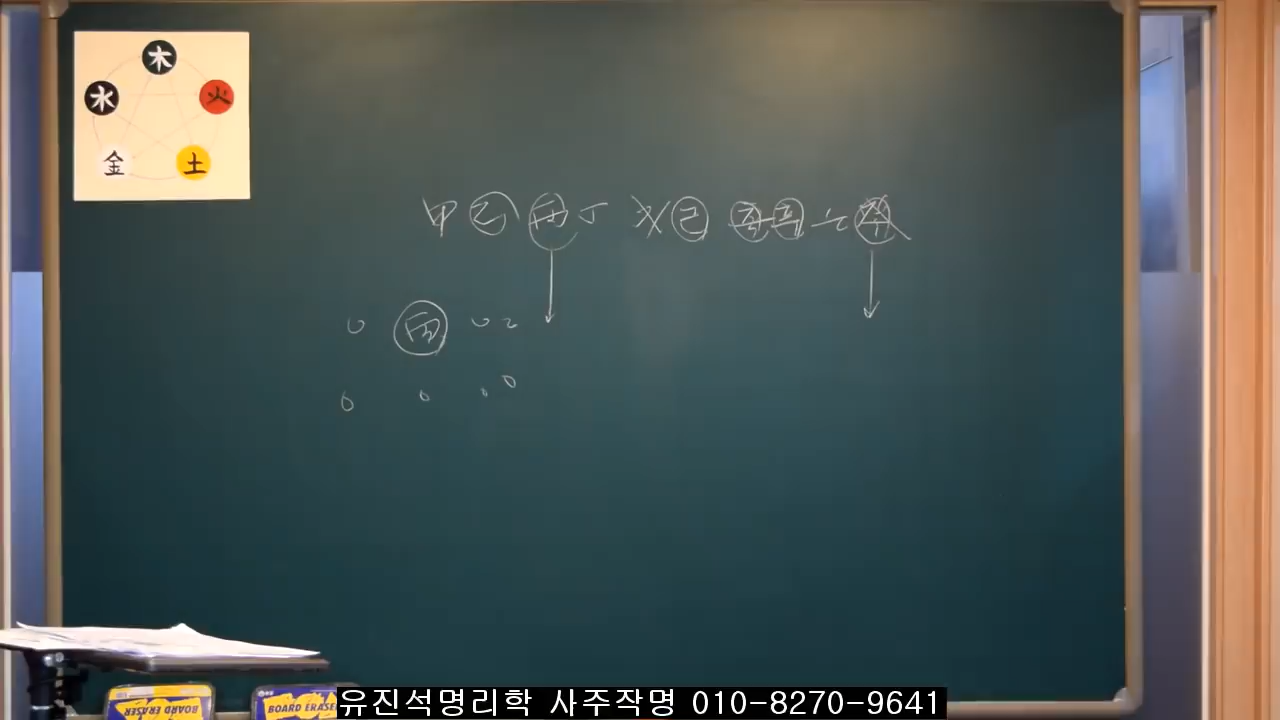 木
水 火
金 土
甲 乙 丙 丁 戊 己 庚 辛 壬 癸
丙
BOARD ERASER
BOARD ERASE
유진석명리학 사주작명 010-8270-9641